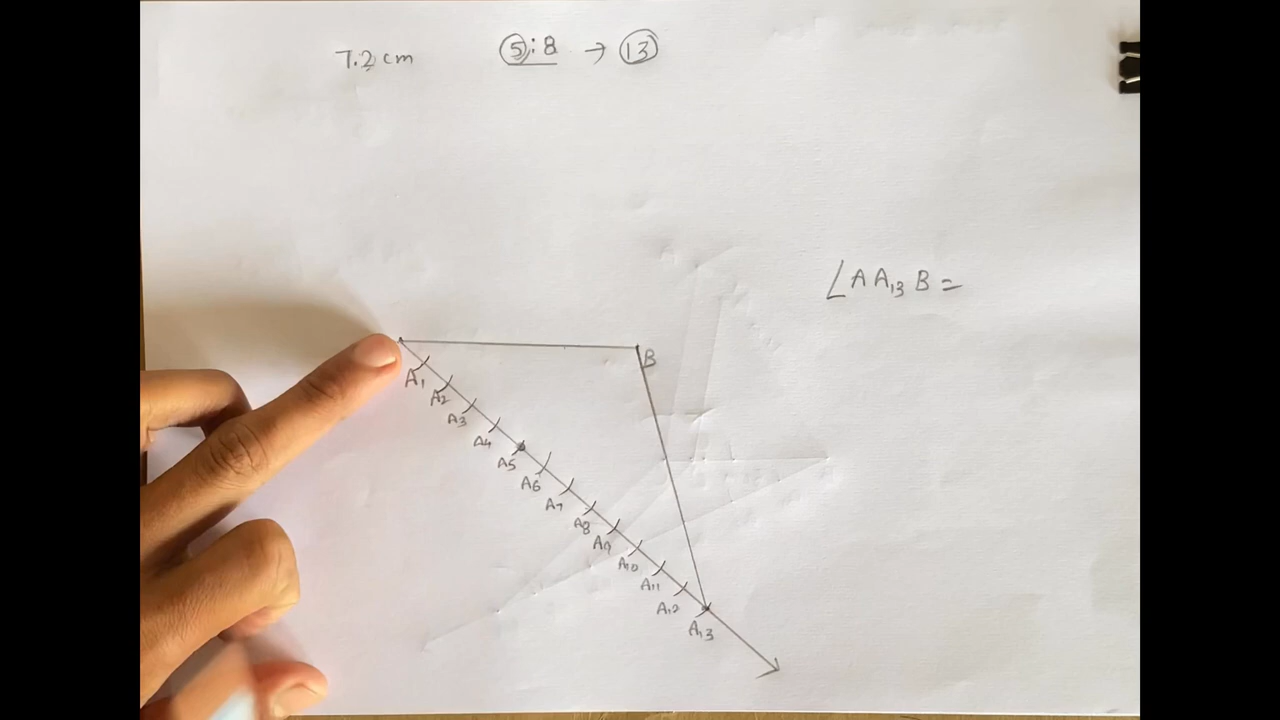 7.2 cm 5:8 → 13
∠AA₁₃B =
B
A₁
A₂
A₃
A₄
A₅
A₆
A₇
A₈
A₉
A₁₀
A₁₁
A₁₂
A₁₃